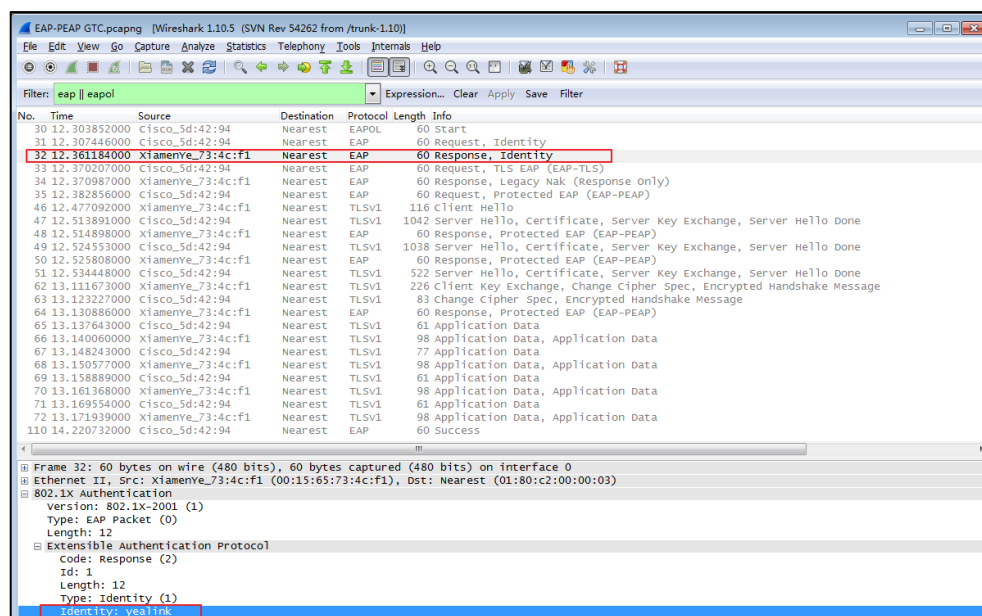 EAP-PEAP GTC.pcapng [Wireshark 1.10.5 (SVN Rev 54262 from /trunk-1.10)]
File Edit View Go Capture Analyze Statistics Telephony Tools Internals Help
Filter: eap || eapol Expression... Clear Apply Save Filter
No. Time Source Destination Protocol Length Info
30 12.303852000 Cisco_5d:42:94 Nearest EAPOL 60 Start
31 12.307446000 Cisco_5d:42:94 Nearest EAP 60 Request, Identity
32 12.361184000 XiamenYe_73:4c:f1 Nearest EAP 60 Response, Identity
33 12.370207000 Cisco_5d:42:94 Nearest EAP 60 Request, TLS EAP (EAP-TLS)
34 12.370987000 XiamenYe_73:4c:f1 Nearest EAP 60 Response, Legacy Nak (Response Only)
35 12.382856000 Cisco_5d:42:94 Nearest EAP 60 Request, Protected EAP (EAP-PEAP)
46 12.477092000 XiamenYe_73:4c:f1 Nearest TLSv1 116 Client Hello
47 12.513891000 Cisco_5d:42:94 Nearest TLSv1 1042 Server Hello, Certificate, Server Key Exchange, Server Hello Done
48 12.514898000 XiamenYe_73:4c:f1 Nearest EAP 60 Response, Protected EAP (EAP-PEAP)
49 12.524553000 Cisco_5d:42:94 Nearest TLSv1 1038 Server Hello, Certificate, Server Key Exchange, Server Hello Done
50 12.525808000 XiamenYe_73:4c:f1 Nearest EAP 60 Response, Protected EAP (EAP-PEAP)
51 12.534448000 Cisco_5d:42:94 Nearest TLSv1 522 Server Hello, Certificate, Server Key Exchange, Server Hello Done
62 13.111673000 XiamenYe_73:4c:f1 Nearest TLSv1 226 Client Key Exchange, Change Cipher Spec, Encrypted Handshake Message
63 13.123227000 Cisco_5d:42:94 Nearest TLSv1 83 Change Cipher Spec, Encrypted Handshake Message
64 13.130886000 XiamenYe_73:4c:f1 Nearest EAP 60 Response, Protected EAP (EAP-PEAP)
65 13.137643000 Cisco_5d:42:94 Nearest TLSv1 61 Application Data
66 13.140060000 XiamenYe_73:4c:f1 Nearest TLSv1 98 Application Data, Application Data
67 13.148243000 Cisco_5d:42:94 Nearest TLSv1 77 Application Data
68 13.150577000 XiamenYe_73:4c:f1 Nearest TLSv1 98 Application Data, Application Data
69 13.158889000 Cisco_5d:42:94 Nearest TLSv1 61 Application Data
70 13.161368000 XiamenYe_73:4c:f1 Nearest TLSv1 98 Application Data, Application Data
71 13.169554000 Cisco_5d:42:94 Nearest TLSv1 61 Application Data
72 13.171939000 XiamenYe_73:4c:f1 Nearest TLSv1 98 Application Data, Application Data
110 14.220732000 Cisco_5d:42:94 Nearest EAP 60 Success
Frame 32: 60 bytes on wire (480 bits), 60 bytes captured (480 bits) on interface 0
Ethernet II, Src: XiamenYe_73:4c:f1 (00:15:65:73:4c:f1), Dst: Nearest (01:80:c2:00:00:03)
802.1X Authentication
Version: 802.1X-2001 (1)
Type: EAP Packet (0)
Length: 12
Extensible Authentication Protocol
Code: Response (2)
Id: 1
Length: 12
Type: Identity (1)
Identity: yealink